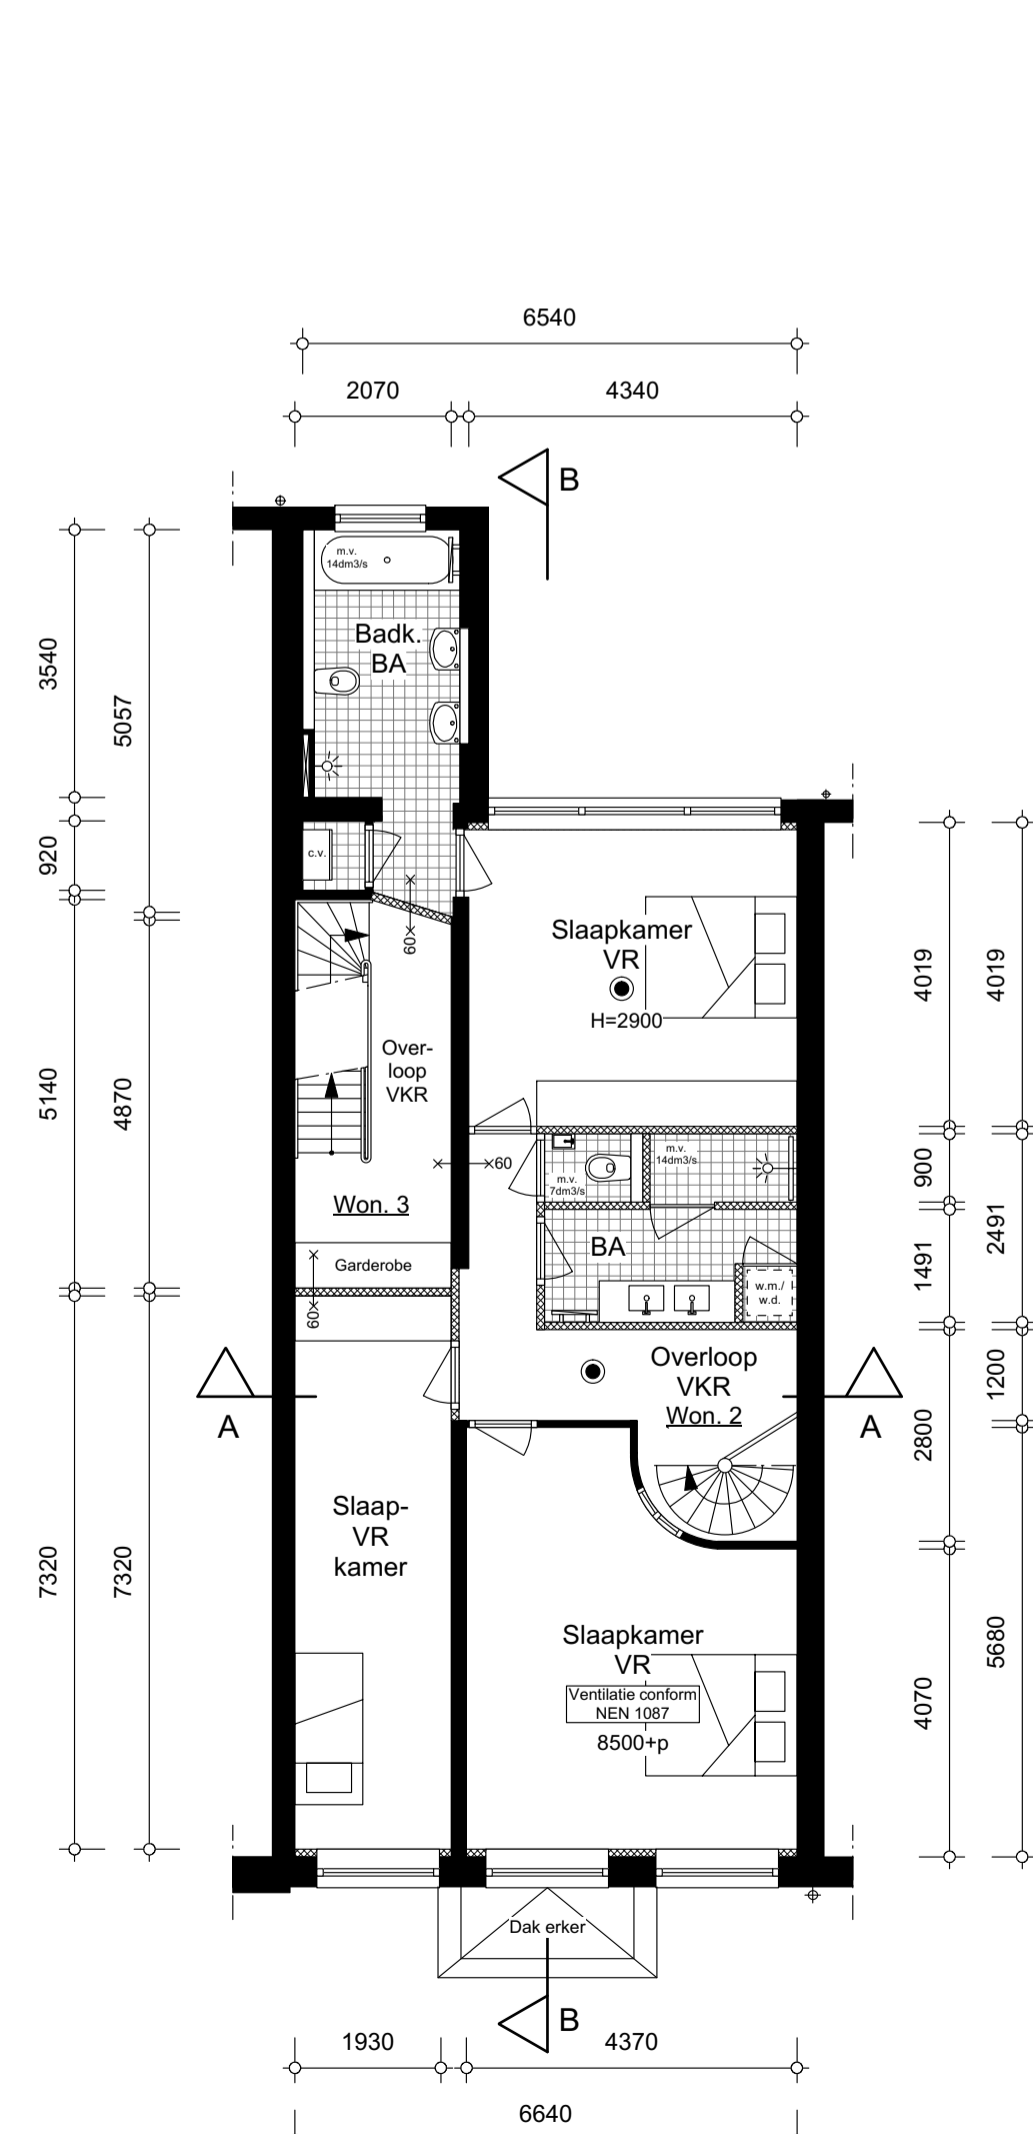 6540
2070
4340
B
m.v.
14dm3/s
Badk.
BA
3540
5057
920
c.v.
Slaapkamer
VR
H=2900
4019
4019
60
Over-
loop
VKR
5140
4870
60
m.v.
7dm3/s
m.v.
14dm3/s
900
2491
Won. 3
BA
1491
Garderobe
w.m./
w.d.
60
Overloop
VKR
Won. 2
1200
A
A
2800
Slaap-
VR
kamer
7320
7320
Slaapkamer
VR
Ventilatie conform
NEN 1087
8500+p
5680
4070
Dak erker
B
1930
4370
6640